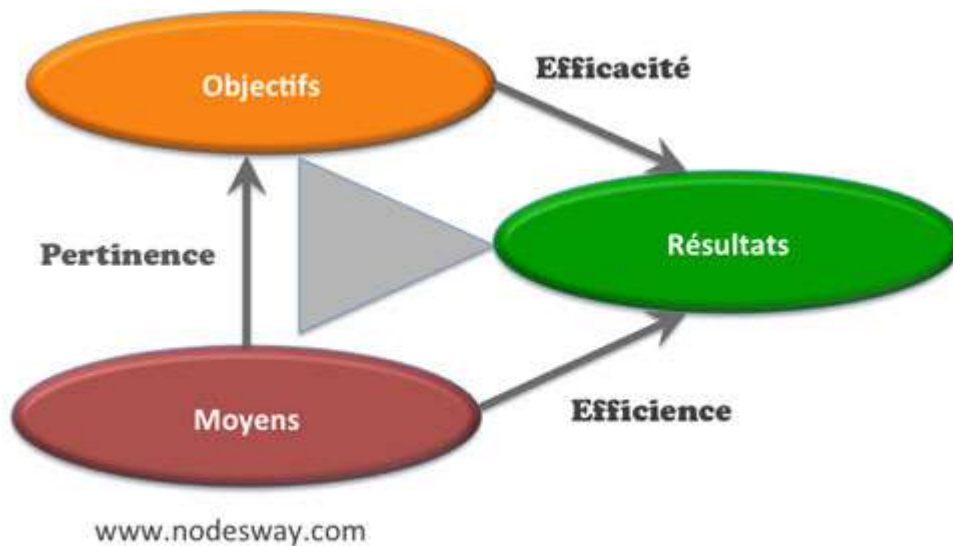 Efficacité
Objectifs
Résultats
Pertinence
Moyens
Efficience
www.nodesway.com